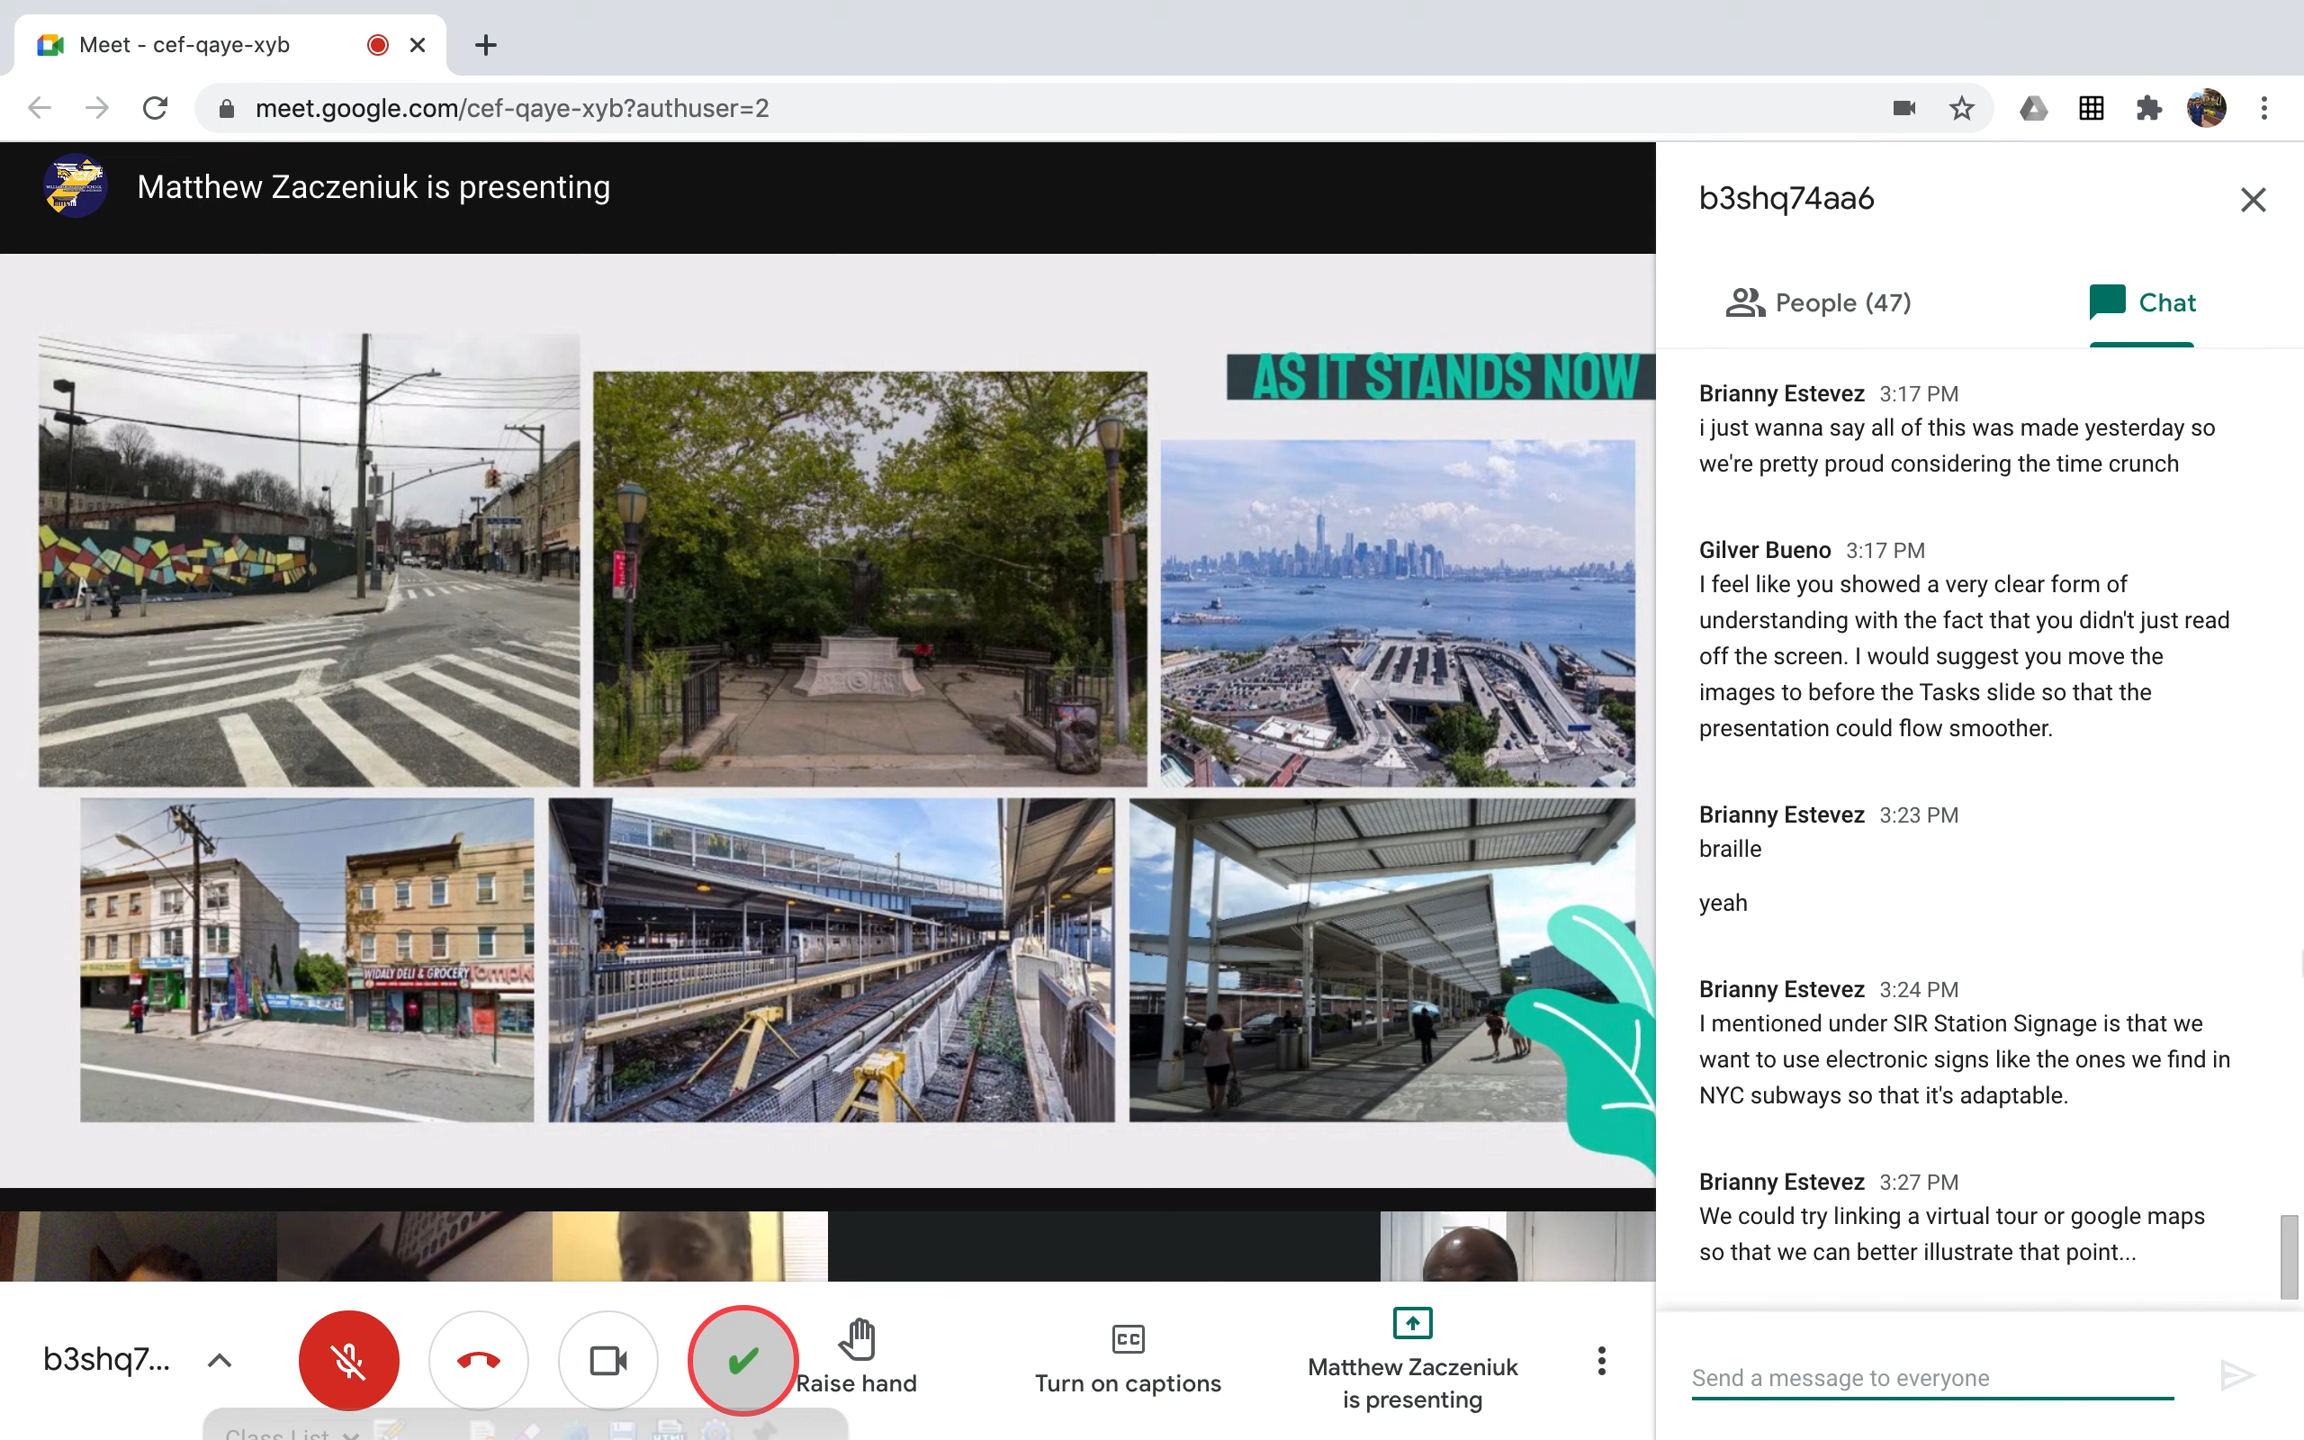 Meet - cef-qaye-xyb
meet.google.com/cef-qaye-xyb?authuser=2
Matthew Zaczeniuk is presenting
AS IT STANDS NOW
WIDALY DELI & GROCERY
b3shq74aa6
People (47)
Chat
Brianny Estevez 3:17 PM
i just wanna say all of this was made yesterday so
we're pretty proud considering the time crunch
Gilver Bueno 3:17 PM
I feel like you showed a very clear form of
understanding with the fact that you didn't just read
off the screen. I would suggest you move the
images to before the Tasks slide so that the
presentation could flow smoother.
Brianny Estevez 3:23 PM
braille
yeah
Brianny Estevez 3:24 PM
I mentioned under SIR Station Signage is that we
want to use electronic signs like the ones we find in
NYC subways so that it's adaptable.
Brianny Estevez 3:27 PM
We could try linking a virtual tour or google maps
so that we can better illustrate that point...
b3shq7...
Raise hand
CC
Turn on captions
Matthew Zaczeniuk
is presenting
Send a message to everyone
Class List
HTML